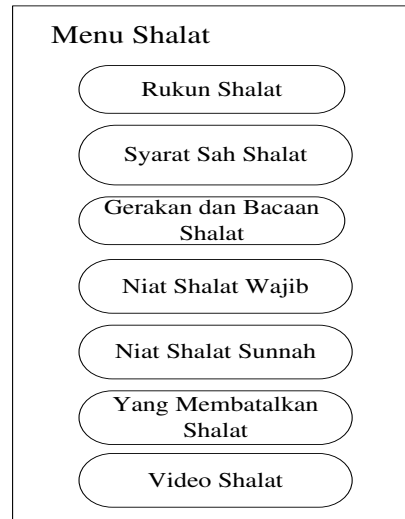 Menu Shalat
Rukun Shalat
Syarat Sah Shalat
Gerakan dan Bacaan
Shalat
Niat Shalat Wajib
Niat Shalat Sunnah
Yang Membatalkan
Shalat
Video Shalat